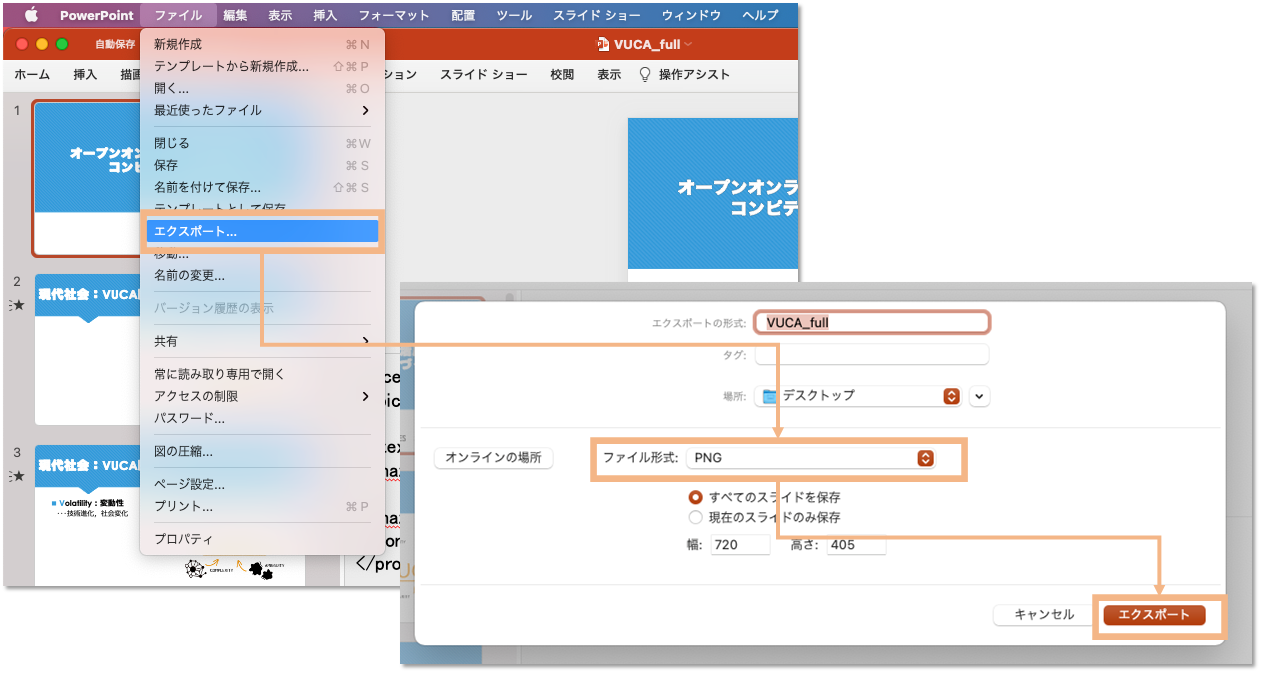 PowerPoint ファイル 編集 表示 挿入 フォーマット 配置 ツール スライド ショー ウィンドウ ヘルプ
自動保存 VUCA_full
ホーム 挿入 描画 ション スライド ショー 校閲 表示 操作アシスト
新規作成 ⌘N
テンプレートから新規作成... ⇧⌘P
開く... ⌘O
最近使ったファイル
閉じる ⌘W
保存 ⌘S
名前を付けて保存... ⇧⌘S
テンプレートとして保存
エクスポート...
移動...
名前の変更...
バージョン履歴の表示
共有
常に読み取り専用で開く
アクセスの制限
パスワード...
図の圧縮...
ページ設定...
プリント... ⌘P
プロパティ
1
オープンオン
コンピ
2
現代社会：VUCA
3
現代社会：VUCA
Volatility：変動性
･･･技術進化，社会変化
COMPLEXITY
AMBIGUITY
オープンオンラ
コンピテ
</pro
エクスポートの形式: VUCA_full
タグ:
場所: デスクトップ
オンラインの場所
ファイル形式: PNG
すべてのスライドを保存
現在のスライドのみ保存
幅: 720 高さ: 405
キャンセル エクスポート